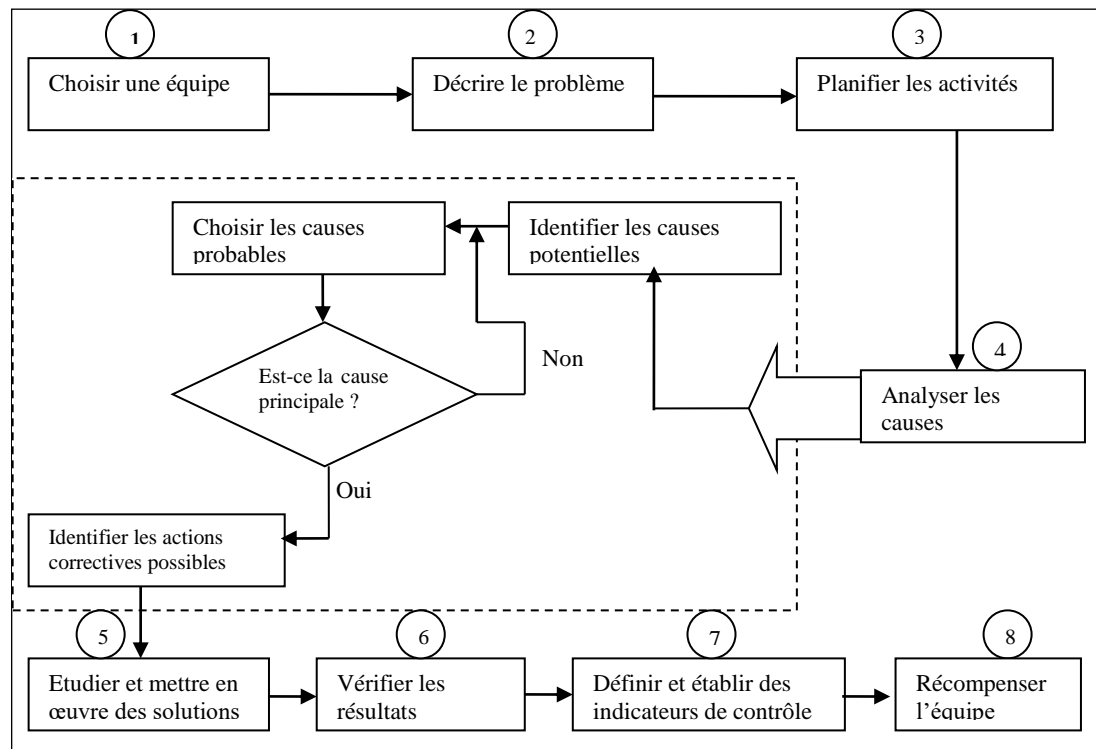 1
Choisir une équipe
2
Décrire le problème
3
Planifier les activités
4
Analyser les
causes
Identifier les causes
potentielles
Choisir les causes
probables
Est-ce la cause
principale ?
Non
Oui
Identifier les actions
correctives possibles
5
Etudier et mettre en
œuvre des solutions
6
Vérifier les
résultats
7
Définir et établir des
indicateurs de contrôle
8
Récompenser
l’équipe